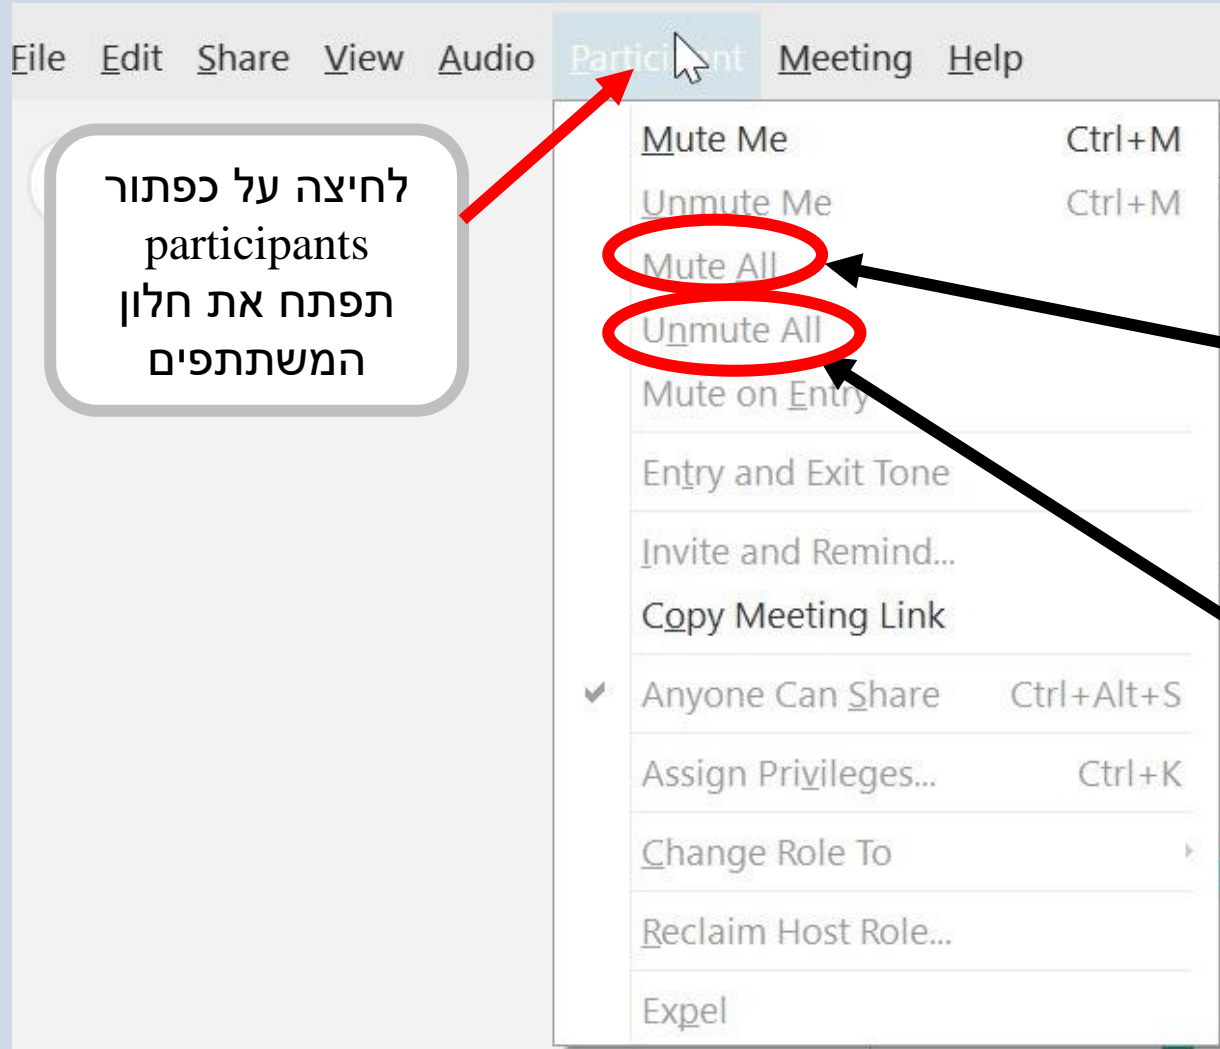 File Edit Share View Audio Participant Meeting Help
לחיצה על כפתור
participants
תפתח את חלון
המשתתפים
Mute Me Ctrl+M
Unmute Me Ctrl+M
Mute All
Unmute All
Mute on Entry
Entry and Exit Tone
Invite and Remind...
Copy Meeting Link
Anyone Can Share Ctrl+Alt+S
Assign Privileges... Ctrl+K
Change Role To
Reclaim Host Role...
Expel